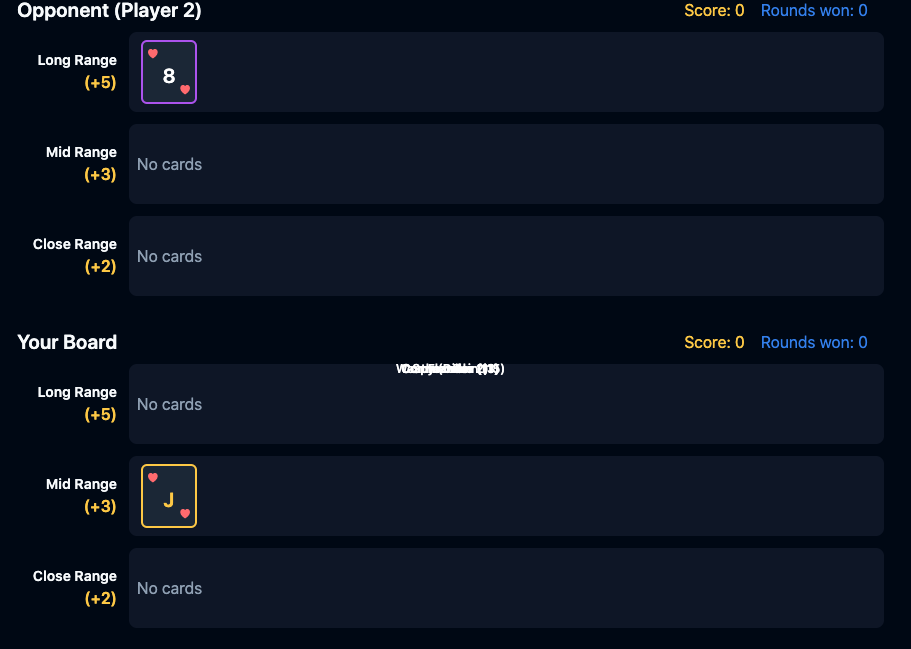 Opponent (Player 2)
Score: 0 Rounds won: 0
Long Range
(+5)
8
Mid Range
(+3)
No cards
Close Range
(+2)
No cards
Your Board
Score: 0 Rounds won: 0
Long Range
(+5)
No cards
Mid Range
(+3)
J
Close Range
(+2)
No cards